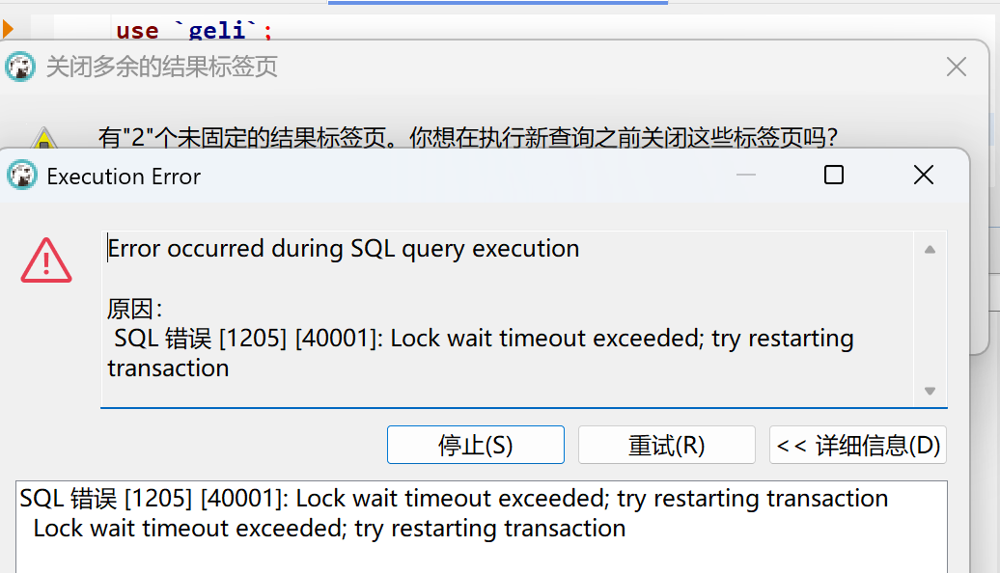 use `geli`;
关闭多余的结果标签页
有"2"个未固定的结果标签页。你想在执行新查询之前关闭这些标签页吗?
Execution Error
Error occurred during SQL query execution
原因:
SQL 错误 [1205] [40001]: Lock wait timeout exceeded; try restarting
transaction
停止(S)
重试(R)
<< 详细信息(D)
SQL 错误 [1205] [40001]: Lock wait timeout exceeded; try restarting transaction
Lock wait timeout exceeded; try restarting transaction